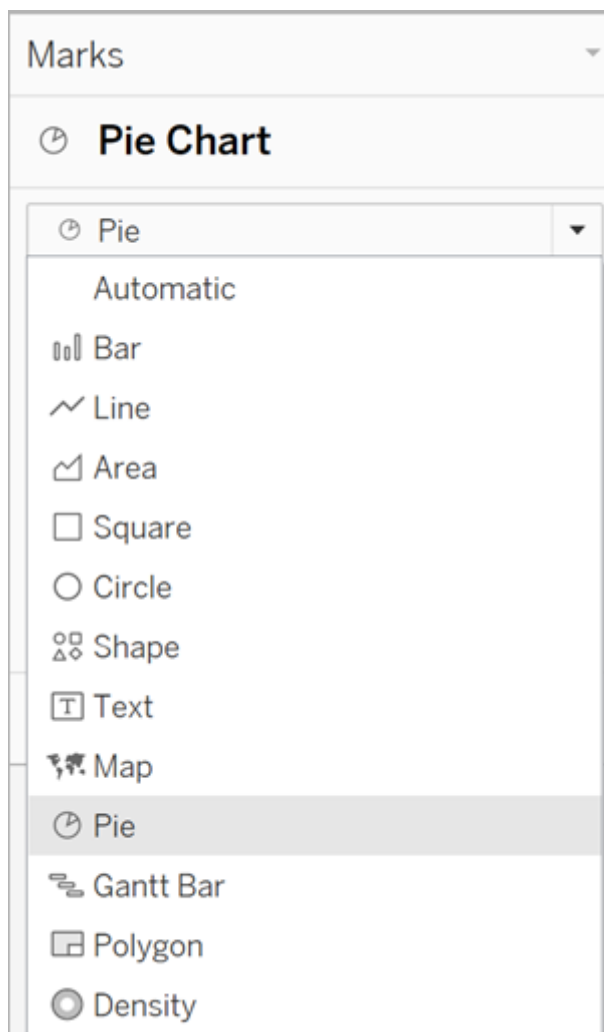 Marks
Pie Chart
Pie
Automatic
Bar
Line
Area
Square
Circle
Shape
Text
Map
Pie
Gantt Bar
Polygon
Density